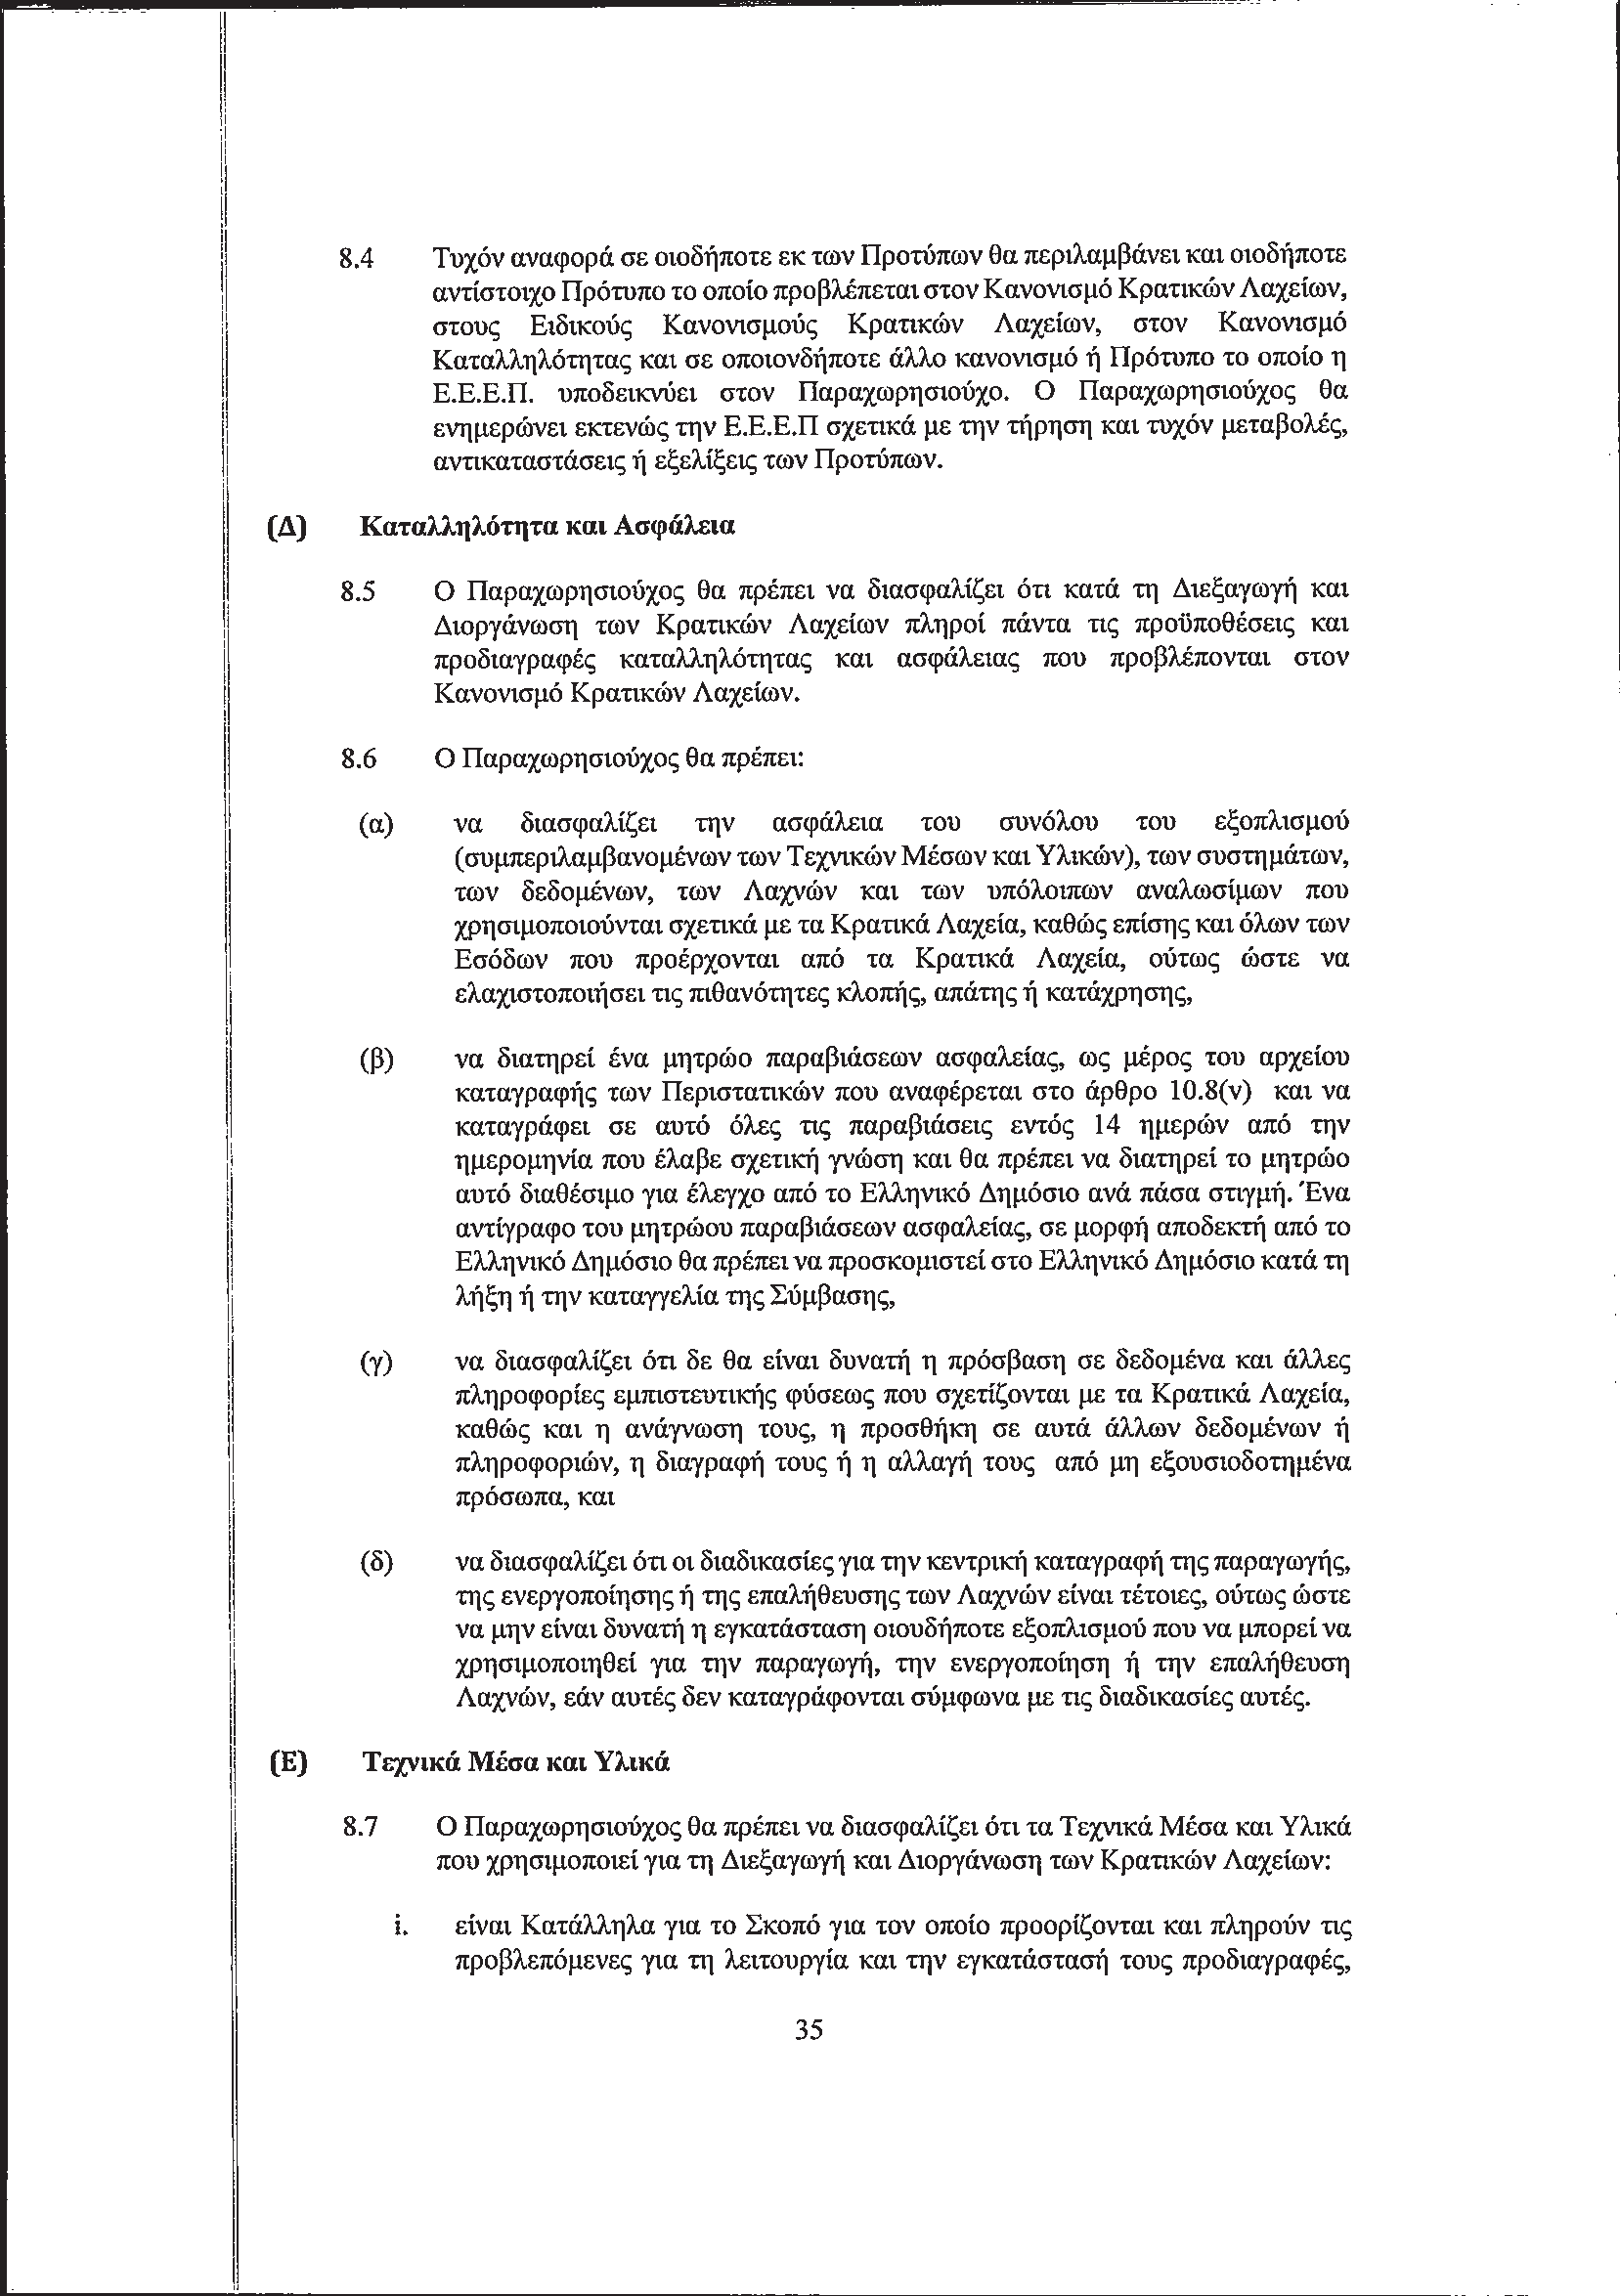 8.4 Τυχόν αναφορά σε οιοδήποτε εκ των Προτύπων θα περιλαμβάνει και οιοδήποτε
αντίστοιχο Πρότυπο το οποίο προβλέπεται στον Κανονισμό Κρατικών Λαχείων,
στους Ειδικούς Κανονισμούς Κρατικών Λαχείων, στον Κανονισμό
Καταλληλότητας και σε οποιονδήποτε άλλο κανονισμό ή Πρότυπο το οποίο η
Ε.Ε.Ε.Π. υποδεικνύει στον Παραχωρησιούχο. Ο Παραχωρησιούχος θα
ενημερώνει εκτενώς την Ε.Ε.Ε.Π σχετικά με την τήρηση και τυχόν μεταβολές,
αντικαταστάσεις ή εξελίξεις των Προτύπων.
(Δ) Καταλληλότητα και Ασφάλεια
8.5 Ο Παραχωρησιούχος θα πρέπει να διασφαλίζει ότι κατά τη Διεξαγωγή και
Διοργάνωση των Κρατικών Λαχείων πληροί πάντα τις προϋποθέσεις και
προδιαγραφές καταλληλότητας και ασφάλειας που προβλέπονται στον
Κανονισμό Κρατικών Λαχείων.
8.6 Ο Παραχωρησιούχος θα πρέπει:
(α) να διασφαλίζει την ασφάλεια του συνόλου του εξοπλισμού
(συμπεριλαμβανομένων των Τεχνικών Μέσων και Υλικών), των συστημάτων,
των δεδομένων, των Λαχνών και των υπόλοιπων αναλωσίμων που
χρησιμοποιούνται σχετικά με τα Κρατικά Λαχεία, καθώς επίσης και όλων των
Εσόδων που προέρχονται από τα Κρατικά Λαχεία, ούτως ώστε να
ελαχιστοποιήσει τις πιθανότητες κλοπής, απάτης ή κατάχρησης,
(β) να διατηρεί ένα μητρώο παραβιάσεων ασφαλείας, ως μέρος του αρχείου
καταγραφής των Περιστατικών που αναφέρεται στο άρθρο 10.8(v) και να
καταγράφει σε αυτό όλες τις παραβιάσεις εντός 14 ημερών από την
ημερομηνία που έλαβε σχετική γνώση και θα πρέπει να διατηρεί το μητρώο
αυτό διαθέσιμο για έλεγχο από το Ελληνικό Δημόσιο ανά πάσα στιγμή. Ένα
αντίγραφο του μητρώου παραβιάσεων ασφαλείας, σε μορφή αποδεκτή από το
Ελληνικό Δημόσιο θα πρέπει να προσκομιστεί στο Ελληνικό Δημόσιο κατά τη
λήξη ή την καταγγελία της Σύμβασης,
(γ) να διασφαλίζει ότι δε θα είναι δυνατή η πρόσβαση σε δεδομένα και άλλες
πληροφορίες εμπιστευτικής φύσεως που σχετίζονται με τα Κρατικά Λαχεία,
καθώς και η ανάγνωση τους, η προσθήκη σε αυτά άλλων δεδομένων ή
πληροφοριών, η διαγραφή τους ή η αλλαγή τους από μη εξουσιοδοτημένα
πρόσωπα, και
(δ) να διασφαλίζει ότι οι διαδικασίες για την κεντρική καταγραφή της παραγωγής,
της ενεργοποίησης ή της επαλήθευσης των Λαχνών είναι τέτοιες, ούτως ώστε
να μην είναι δυνατή η εγκατάσταση οιουδήποτε εξοπλισμού που να μπορεί να
χρησιμοποιηθεί για την παραγωγή, την ενεργοποίηση ή την επαλήθευση
Λαχνών, εάν αυτές δεν καταγράφονται σύμφωνα με τις διαδικασίες αυτές.
(Ε) Τεχνικά Μέσα και Υλικά
8.7 Ο Παραχωρησιούχος θα πρέπει να διασφαλίζει ότι τα Τεχνικά Μέσα και Υλικά
που χρησιμοποιεί για τη Διεξαγωγή και Διοργάνωση των Κρατικών Λαχείων:
i. είναι Κατάλληλα για το Σκοπό για τον οποίο προορίζονται και πληρούν τις
προβλεπόμενες για τη λειτουργία και την εγκατάστασή τους προδιαγραφές,
35